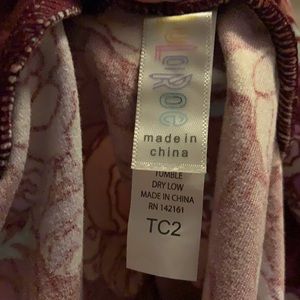 LuLaRoe
made in
china
TUMBLE
DRY LOW
MADE IN CHINA
RN 142161
TC2